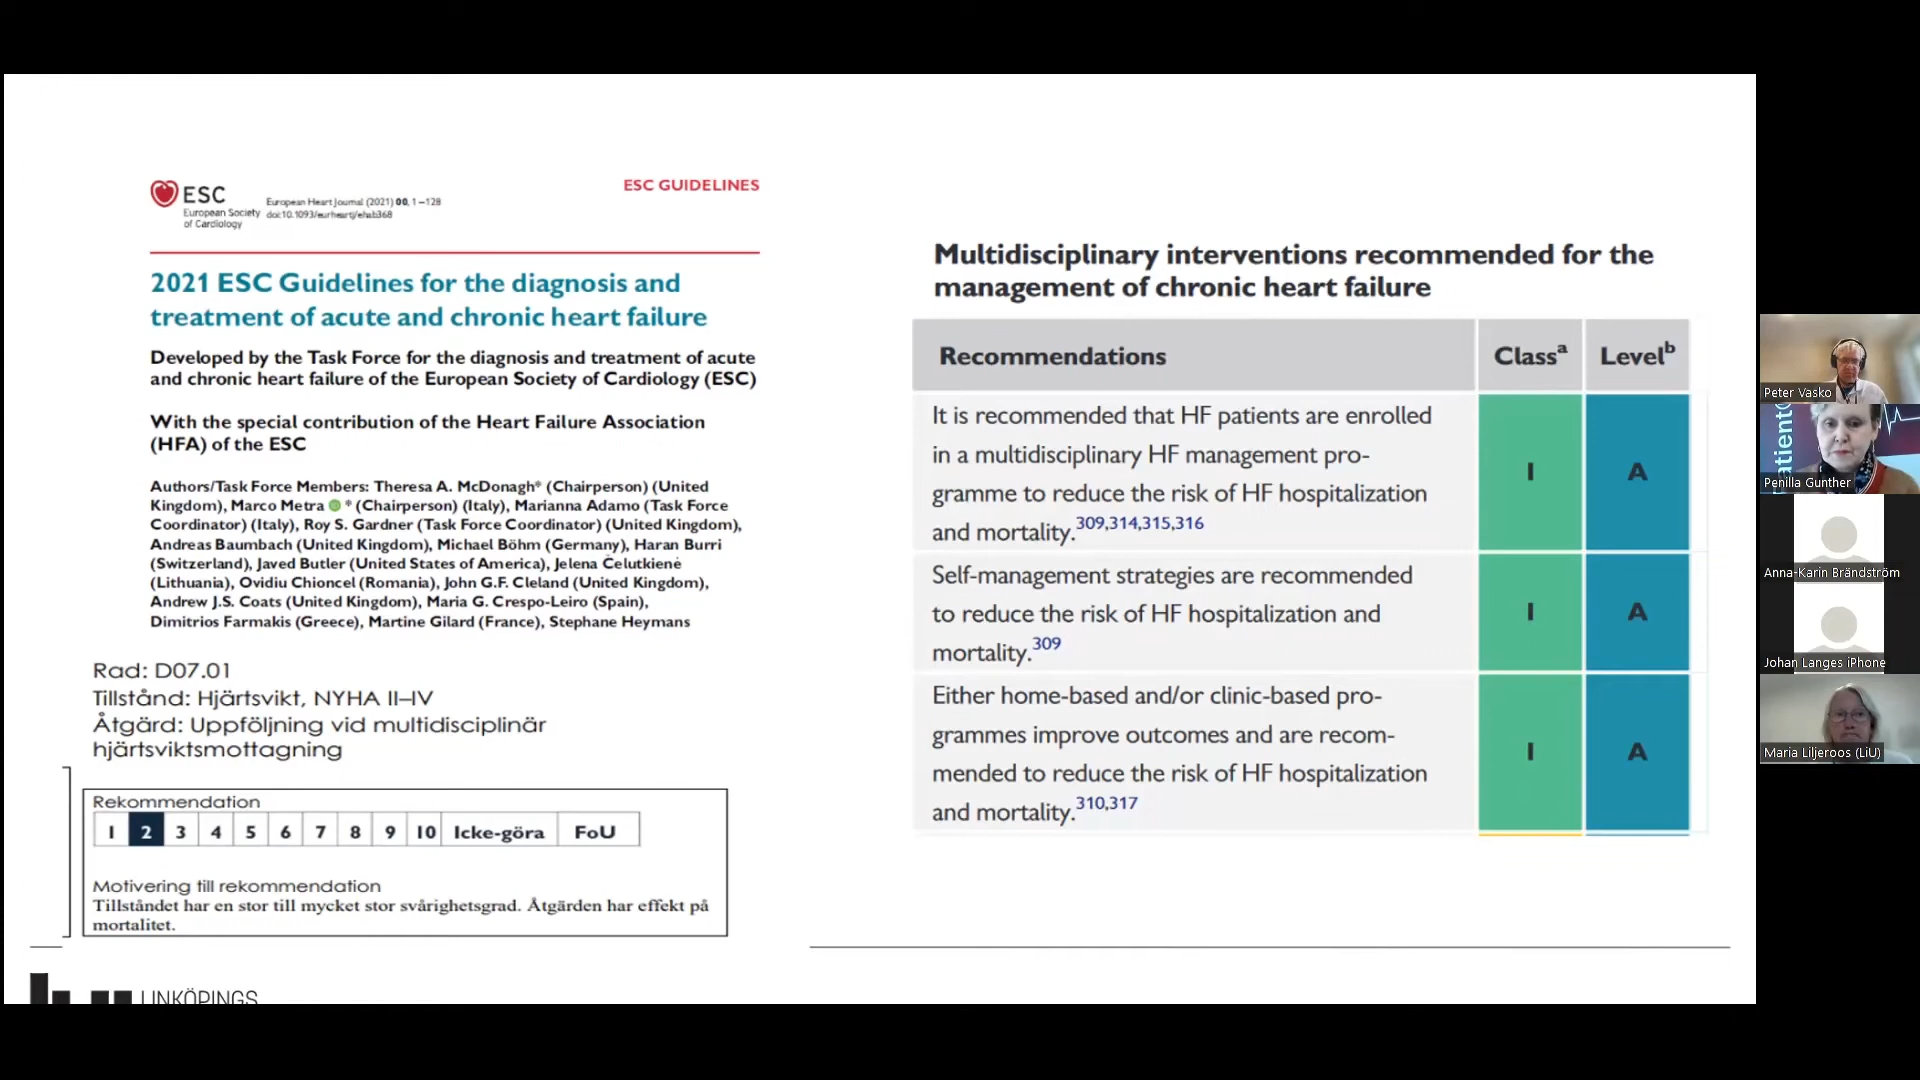 ESC
European Society
of Cardiology
European Heart Journal (2021) 00, 1–128
doi:10.1093/eurheartj/ehab368
ESC GUIDELINES
2021 ESC Guidelines for the diagnosis and
treatment of acute and chronic heart failure
Developed by the Task Force for the diagnosis and treatment of acute
and chronic heart failure of the European Society of Cardiology (ESC)
With the special contribution of the Heart Failure Association
(HFA) of the ESC
Authors/Task Force Members: Theresa A. McDonagh* (Chairperson) (United
Kingdom), Marco Metra * (Chairperson) (Italy), Marianna Adamo (Task Force
Coordinator) (Italy), Roy S. Gardner (Task Force Coordinator) (United Kingdom),
Andreas Baumbach (United Kingdom), Michael Böhm (Germany), Haran Burri
(Switzerland), Javed Butler (United States of America), Jelena Čelutkienė
(Lithuania), Ovidiu Chioncel (Romania), John G.F. Cleland (United Kingdom),
Andrew J.S. Coats (United Kingdom), Maria G. Crespo-Leiro (Spain),
Dimitrios Farmakis (Greece), Martine Gilard (France), Stephane Heymans
Rad: D07.01
Tillstånd: Hjärtsvikt, NYHA II–IV
Åtgärd: Uppföljning vid multidisciplinär
hjärtsviktsmottagning
Rekommendation
1 2 3 4 5 6 7 8 9 10 Icke-göra FoU
Motivering till rekommendation
Tillståndet har en stor till mycket stor svårighetsgrad. Åtgärden har effekt på
mortalitet.
LINKÖPINGS
Multidisciplinary interventions recommended for the
management of chronic heart failure
Recommendations Classa Levelb
It is recommended that HF patients are enrolled
in a multidisciplinary HF management pro-
gramme to reduce the risk of HF hospitalization
and mortality.309,314,315,316
I A
Self-management strategies are recommended
to reduce the risk of HF hospitalization and
mortality.309
I A
Either home-based and/or clinic-based pro-
grammes improve outcomes and are recom-
mended to reduce the risk of HF hospitalization
and mortality.310,317
I A
Peter Vasko
atient
Penilla Gunther
Anna-Karin Brändström
Johan Langes iPhone
Maria Liljeroos (LiU)